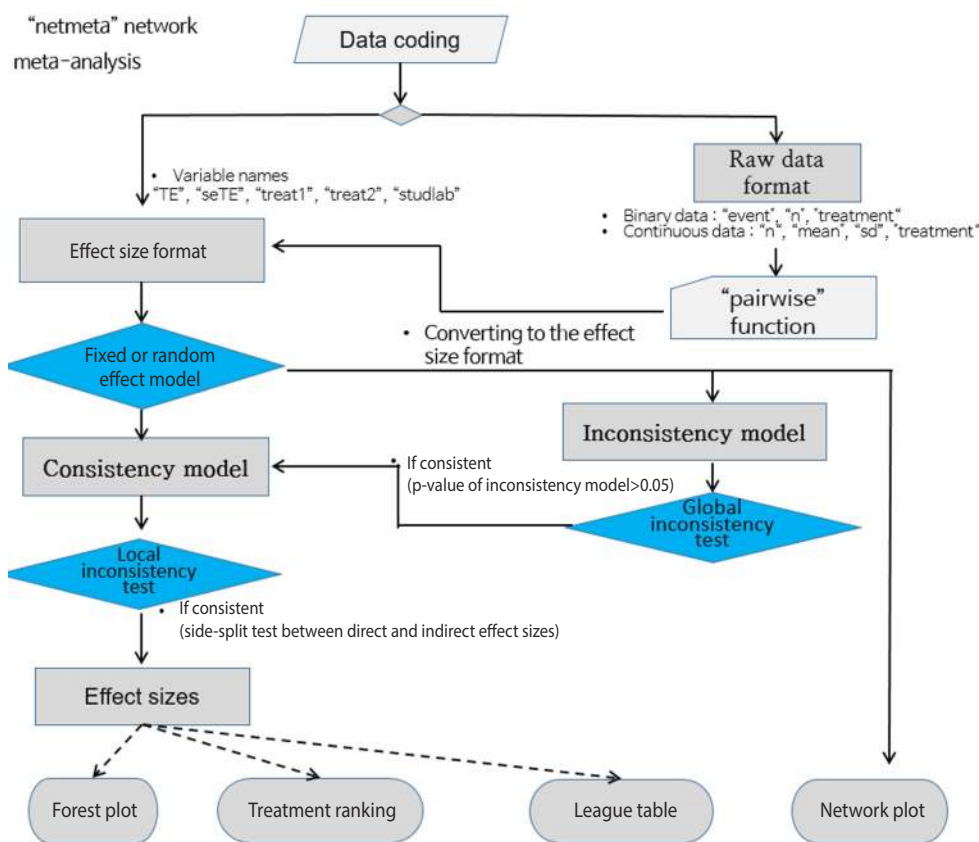 “netmeta” network
meta-analysis
Data coding
• Variable names
“TE”, “seTE”, “treat1”, “treat2”, “studlab”
Raw data
format
• Binary data : “event”, “n”, “treatment“
• Continuous data : “n”, “mean”, “sd”, “treatment“
Effect size format
“pairwise”
function
• Converting to the effect
size format
Fixed or random
effect model
Inconsistency model
Consistency model
• If consistent
(p-value of inconsistency model>0.05)
Global
inconsistency
test
Local
inconsistency
test
• If consistent
(side-split test between direct and indirect effect sizes)
Effect sizes
Forest plot
Treatment ranking
League table
Network plot